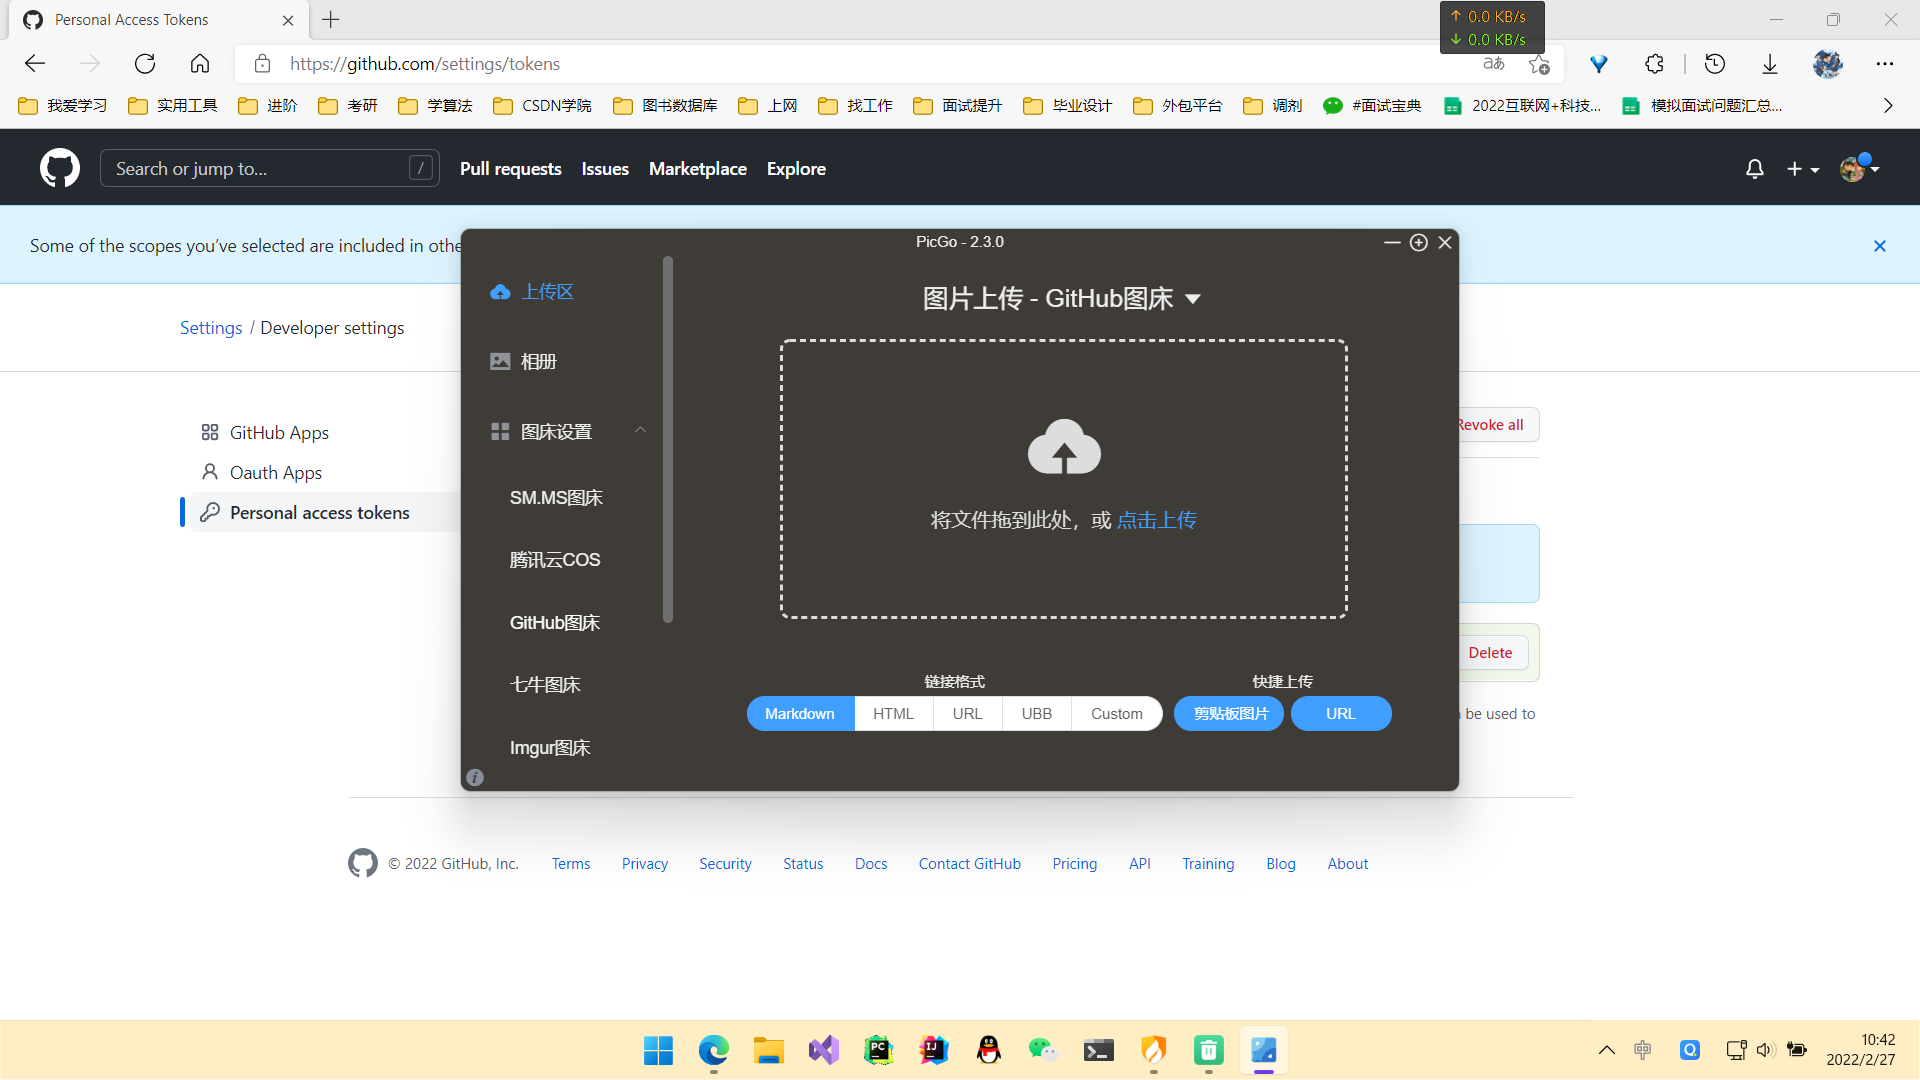 Personal Access Tokens
↑ 0.0 KB/s
↓ 0.0 KB/s
https://github.com/settings/tokens
aあ
我爱学习 实用工具 进阶 考研 学算法 CSDN学院 图书数据库 上网 找工作 面试提升 毕业设计 外包平台 调剂 #面试宝典 2022互联网+科技... 模拟面试问题汇总...
Search or jump to... / Pull requests Issues Marketplace Explore
Some of the scopes you’ve selected are included in othe
PicGo - 2.3.0
上传区
图片上传 - GitHub图床
Settings / Developer settings
相册
GitHub Apps
图床设置
Revoke all
Oauth Apps
SM.MS图床
Personal access tokens
将文件拖到此处，或 点击上传
腾讯云COS
GitHub图床
Delete
七牛图床
链接格式 快捷上传
Markdown HTML URL UBB Custom 剪贴板图片 URL
be used to
Imgur图床
© 2022 GitHub, Inc. Terms Privacy Security Status Docs Contact GitHub Pricing API Training Blog About
PC
IJ
中
Q
10:42
2022/2/27